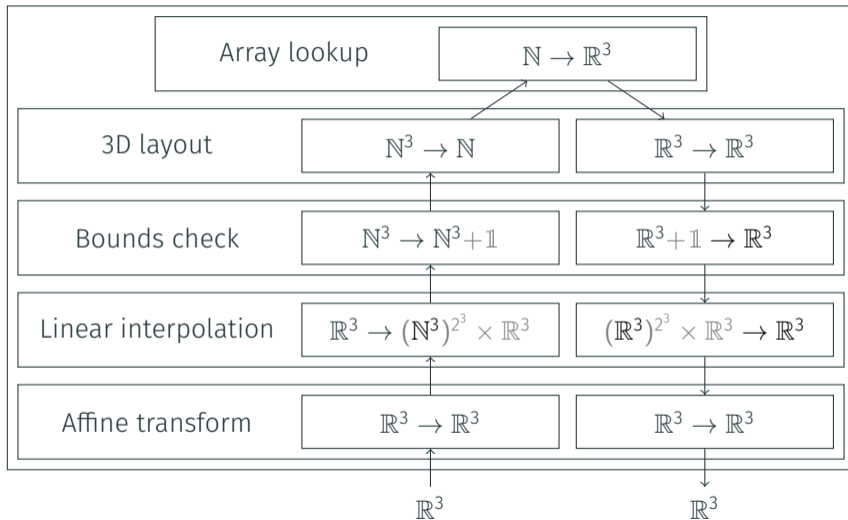 Array lookup ℕ → ℝ³
3D layout ℕ³ → ℕ ℝ³ → ℝ³
Bounds check ℕ³ → ℕ³+𝟙 ℝ³+𝟙 → ℝ³
Linear interpolation ℝ³ → (ℕ³)^{2³} × ℝ³ (ℝ³)^{2³} × ℝ³ → ℝ³
Affine transform ℝ³ → ℝ³ ℝ³ → ℝ³
ℝ³ ℝ³